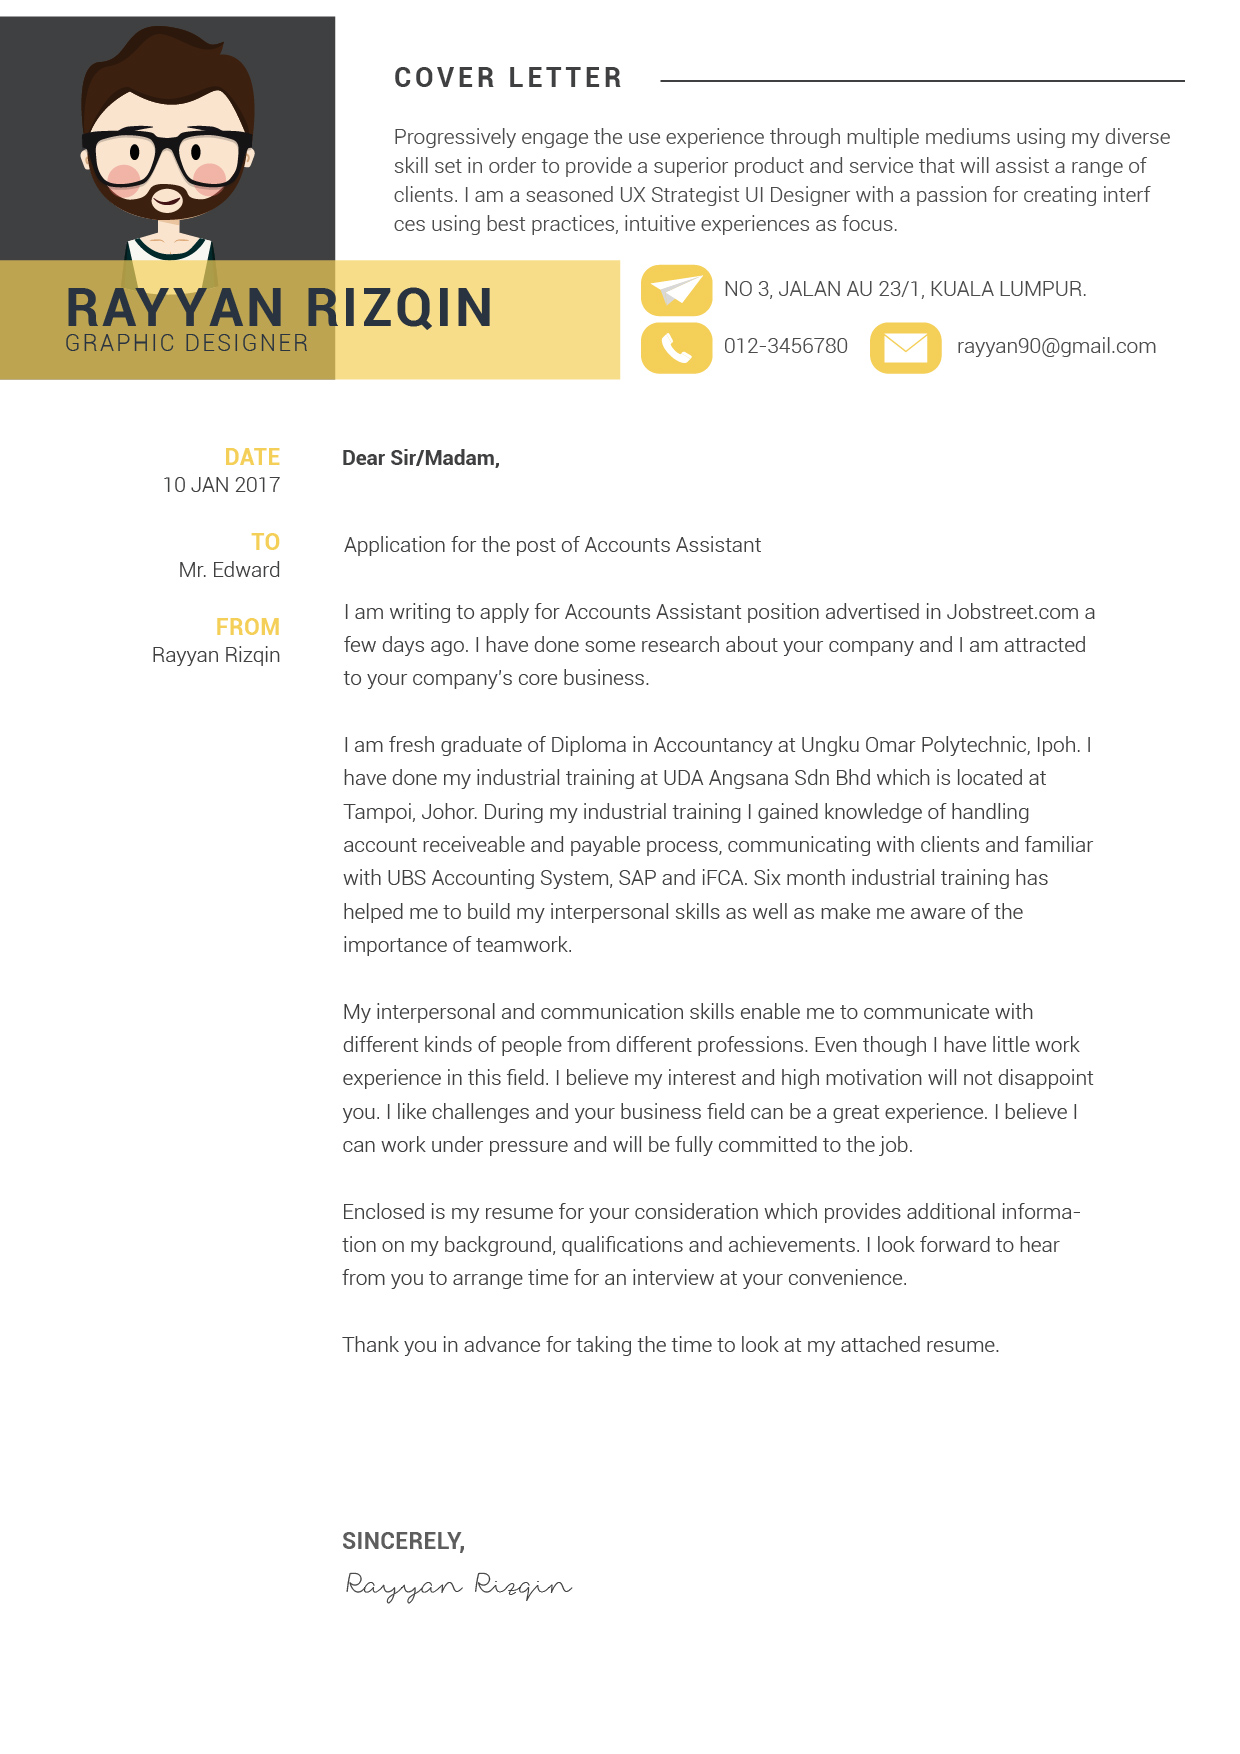 COVER LETTER
Progressively engage the use experience through multiple mediums using my diverse
skill set in order to provide a superior product and service that will assist a range of
clients. I am a seasoned UX Strategist UI Designer with a passion for creating interf
ces using best practices, intuitive experiences as focus.
RAYYAN RIZQIN
GRAPHIC DESIGNER
NO 3, JALAN AU 23/1, KUALA LUMPUR.
012-3456780
rayyan90@gmail.com
DATE
10 JAN 2017
TO
Mr. Edward
FROM
Rayyan Rizqin
Dear Sir/Madam,
Application for the post of Accounts Assistant
I am writing to apply for Accounts Assistant position advertised in Jobstreet.com a
few days ago. I have done some research about your company and I am attracted
to your company's core business.
I am fresh graduate of Diploma in Accountancy at Ungku Omar Polytechnic, Ipoh. I
have done my industrial training at UDA Angsana Sdn Bhd which is located at
Tampoi, Johor. During my industrial training I gained knowledge of handling
account receiveable and payable process, communicating with clients and familiar
with UBS Accounting System, SAP and iFCA. Six month industrial training has
helped me to build my interpersonal skills as well as make me aware of the
importance of teamwork.
My interpersonal and communication skills enable me to communicate with
different kinds of people from different professions. Even though I have little work
experience in this field. I believe my interest and high motivation will not disappoint
you. I like challenges and your business field can be a great experience. I believe I
can work under pressure and will be fully committed to the job.
Enclosed is my resume for your consideration which provides additional informa-
tion on my background, qualifications and achievements. I look forward to hear
from you to arrange time for an interview at your convenience.
Thank you in advance for taking the time to look at my attached resume.
SINCERELY,
Rayyan Rizqin